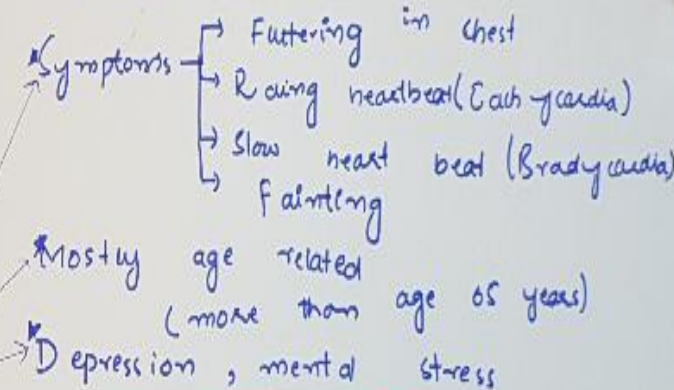 Symptoms → Futtering in chest
→ Racing heartbeat (Tachycardia)
→ Slow heart beat (Bradycardia)
→ Fainting
Mostly age related
(more than age 65 years)
Depression, mental stress